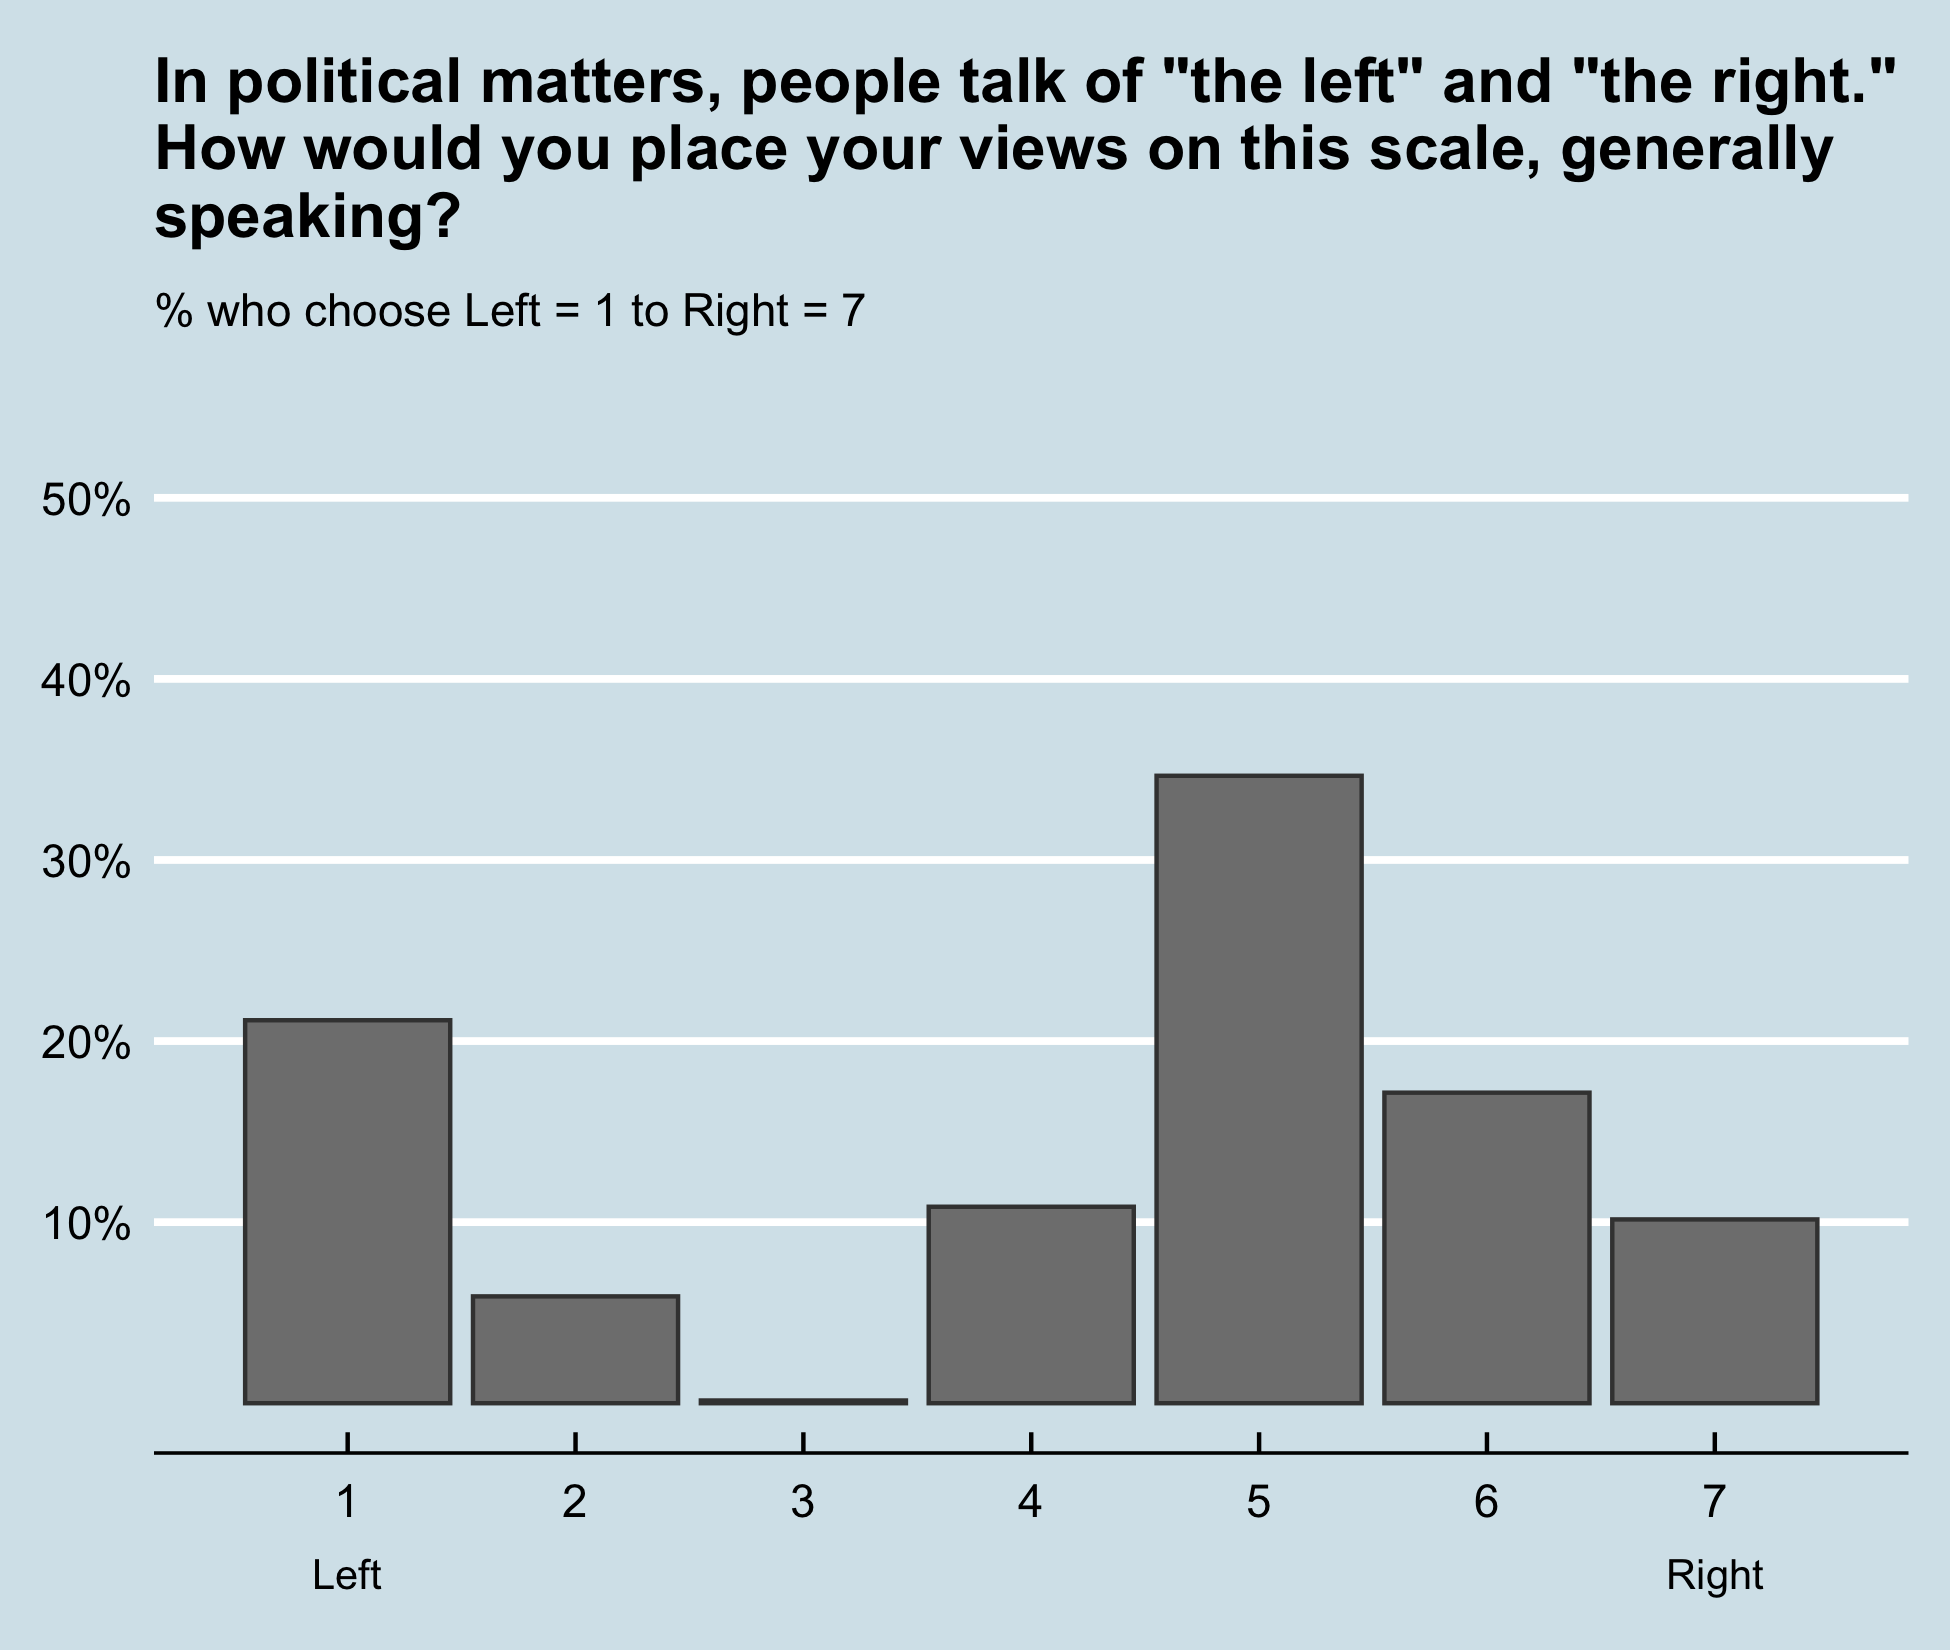 In political matters, people talk of "the left" and "the right."
How would you place your views on this scale, generally
speaking?
% who choose Left = 1 to Right = 7
50%
40%
30%
20%
10%
1 2 3 4 5 6 7
Left Right